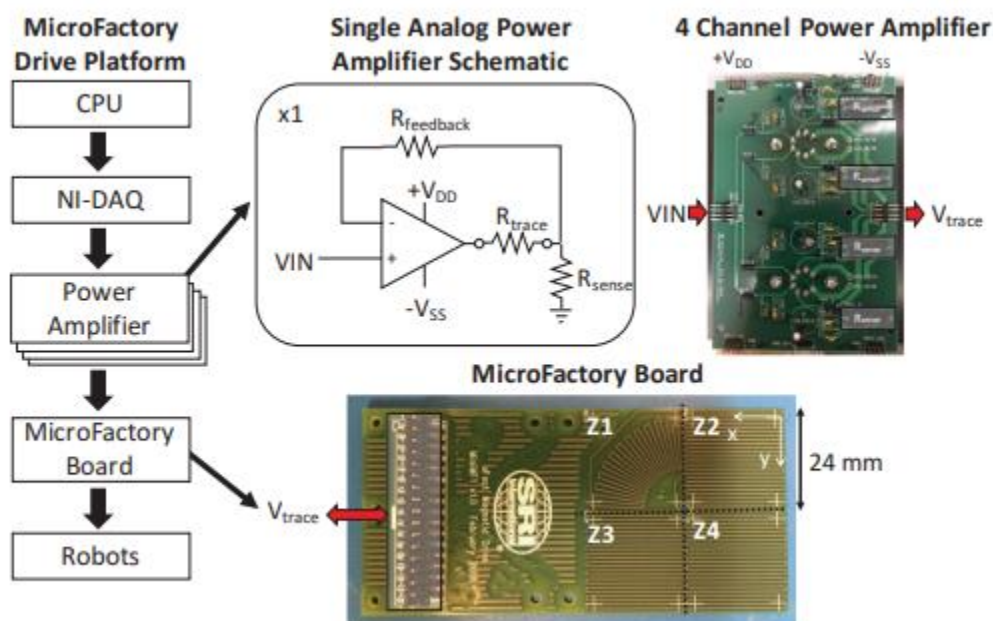 MicroFactory
Drive Platform
CPU
NI-DAQ
Power
Amplifier
MicroFactory
Board
Robots
Single Analog Power
Amplifier Schematic
x1
Rfeedback
+VDD
-
VIN
+
Rtrace
-VSS
Rsense
4 Channel Power Amplifier
+VDD
-VSS
VIN
Vtrace
MicroFactory Board
Vtrace
SRI
Z1
Z2
x
y
Z3
Z4
24 mm